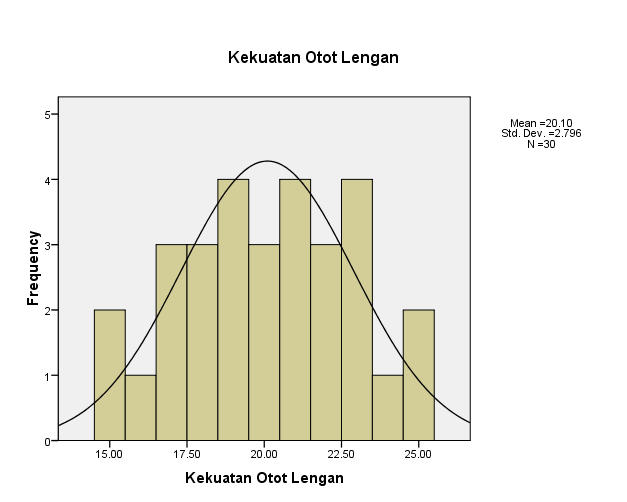 Kekuatan Otot Lengan
Mean =20.10
Std. Dev. =2.796
N =30
5
4
3
2
1
0
Frequency
15.00 17.50 20.00 22.50 25.00
Kekuatan Otot Lengan